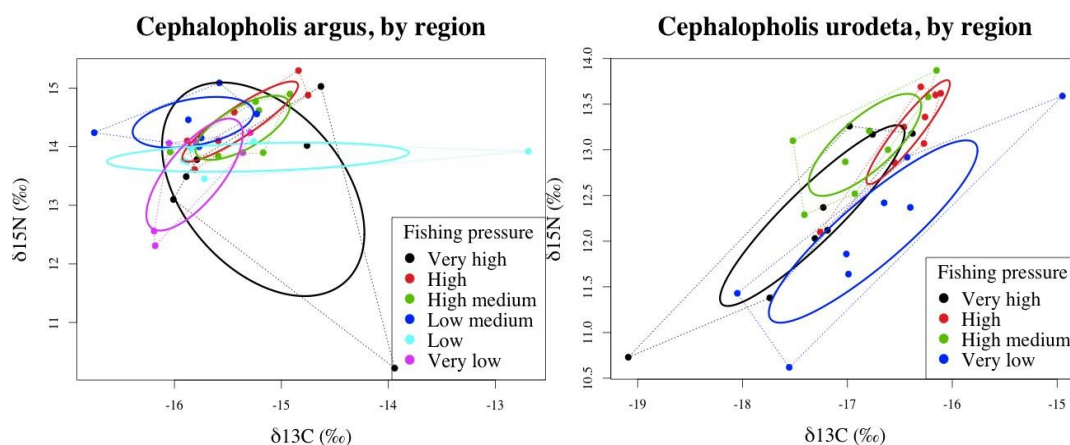 Cephalopholis argus, by region
δ15N (‰)
15
14
13
12
11
Fishing pressure
Very high
High
High medium
Low medium
Low
Very low
-16
-15
-14
-13
δ13C (‰)
Cephalopholis urodeta, by region
δ15N (‰)
14.0
13.5
13.0
12.5
12.0
11.5
11.0
10.5
Fishing pressure
Very high
High
High medium
Very low
-19
-18
-17
-16
-15
δ13C (‰)